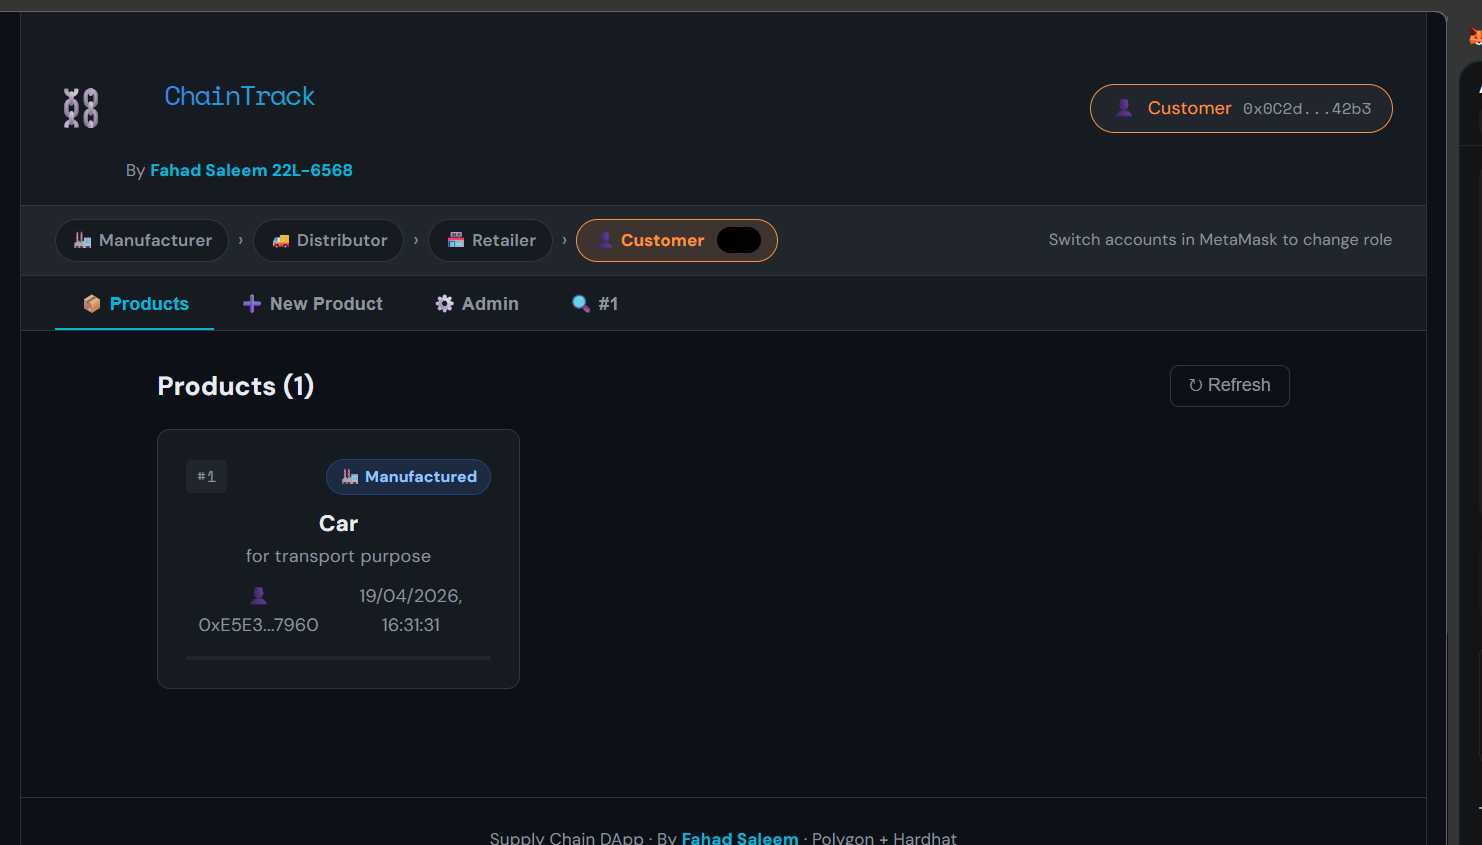 ChainTrack
Customer 0x0C2d...42b3
By Fahad Saleem 22L-6568
Manufacturer › Distributor › Retailer › Customer
Switch accounts in MetaMask to change role
Products
New Product
Admin
#1
Products (1)
↻ Refresh
#1
Manufactured
Car
for transport purpose
0xE5E3...7960
19/04/2026,
16:31:31
Supply Chain DApp · By Fahad Saleem · Polygon + Hardhat